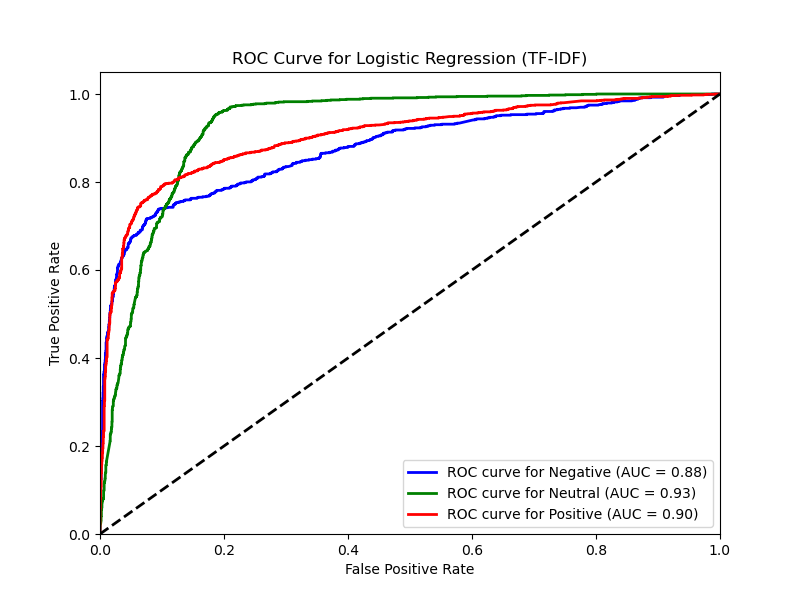 ROC Curve for Logistic Regression (TF-IDF)
True Positive Rate
1.0
0.8
0.6
0.4
0.2
0.0
ROC curve for Negative (AUC = 0.88)
ROC curve for Neutral (AUC = 0.93)
ROC curve for Positive (AUC = 0.90)
0.0 0.2 0.4 0.6 0.8 1.0
False Positive Rate